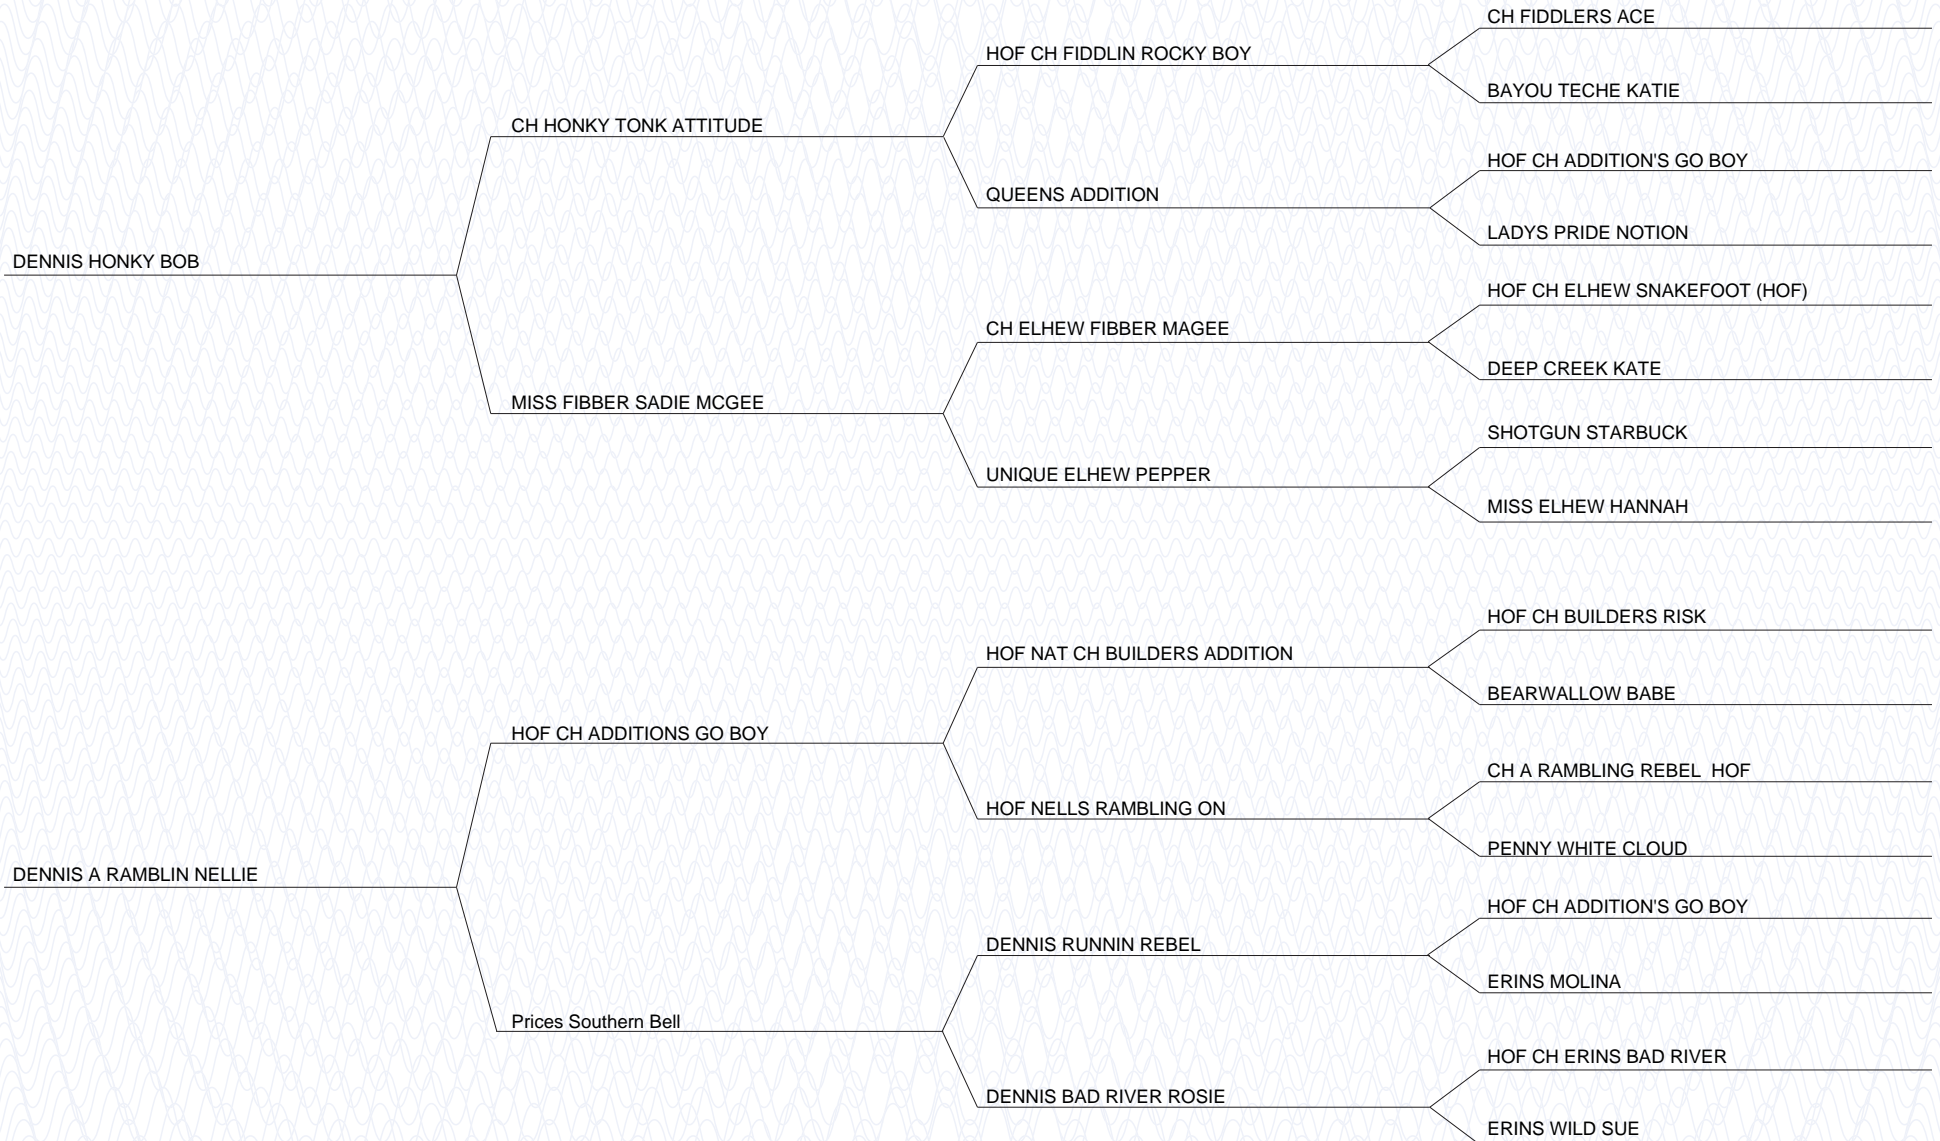 CH FIDDLERS ACE
HOF CH FIDDLIN ROCKY BOY
BAYOU TECHE KATIE
CH HONKY TONK ATTITUDE
HOF CH ADDITION'S GO BOY
QUEENS ADDITION
LADYS PRIDE NOTION
DENNIS HONKY BOB
HOF CH ELHEW SNAKEFOOT (HOF)
CH ELHEW FIBBER MAGEE
DEEP CREEK KATE
MISS FIBBER SADIE MCGEE
SHOTGUN STARBUCK
UNIQUE ELHEW PEPPER
MISS ELHEW HANNAH
HOF CH BUILDERS RISK
HOF NAT CH BUILDERS ADDITION
BEARWALLOW BABE
HOF CH ADDITIONS GO BOY
CH A RAMBLING REBEL  HOF
HOF NELLS RAMBLING ON
PENNY WHITE CLOUD
DENNIS A RAMBLIN NELLIE
HOF CH ADDITION'S GO BOY
DENNIS RUNNIN REBEL
ERINS MOLINA
Prices Southern Bell
HOF CH ERINS BAD RIVER
DENNIS BAD RIVER ROSIE
ERINS WILD SUE